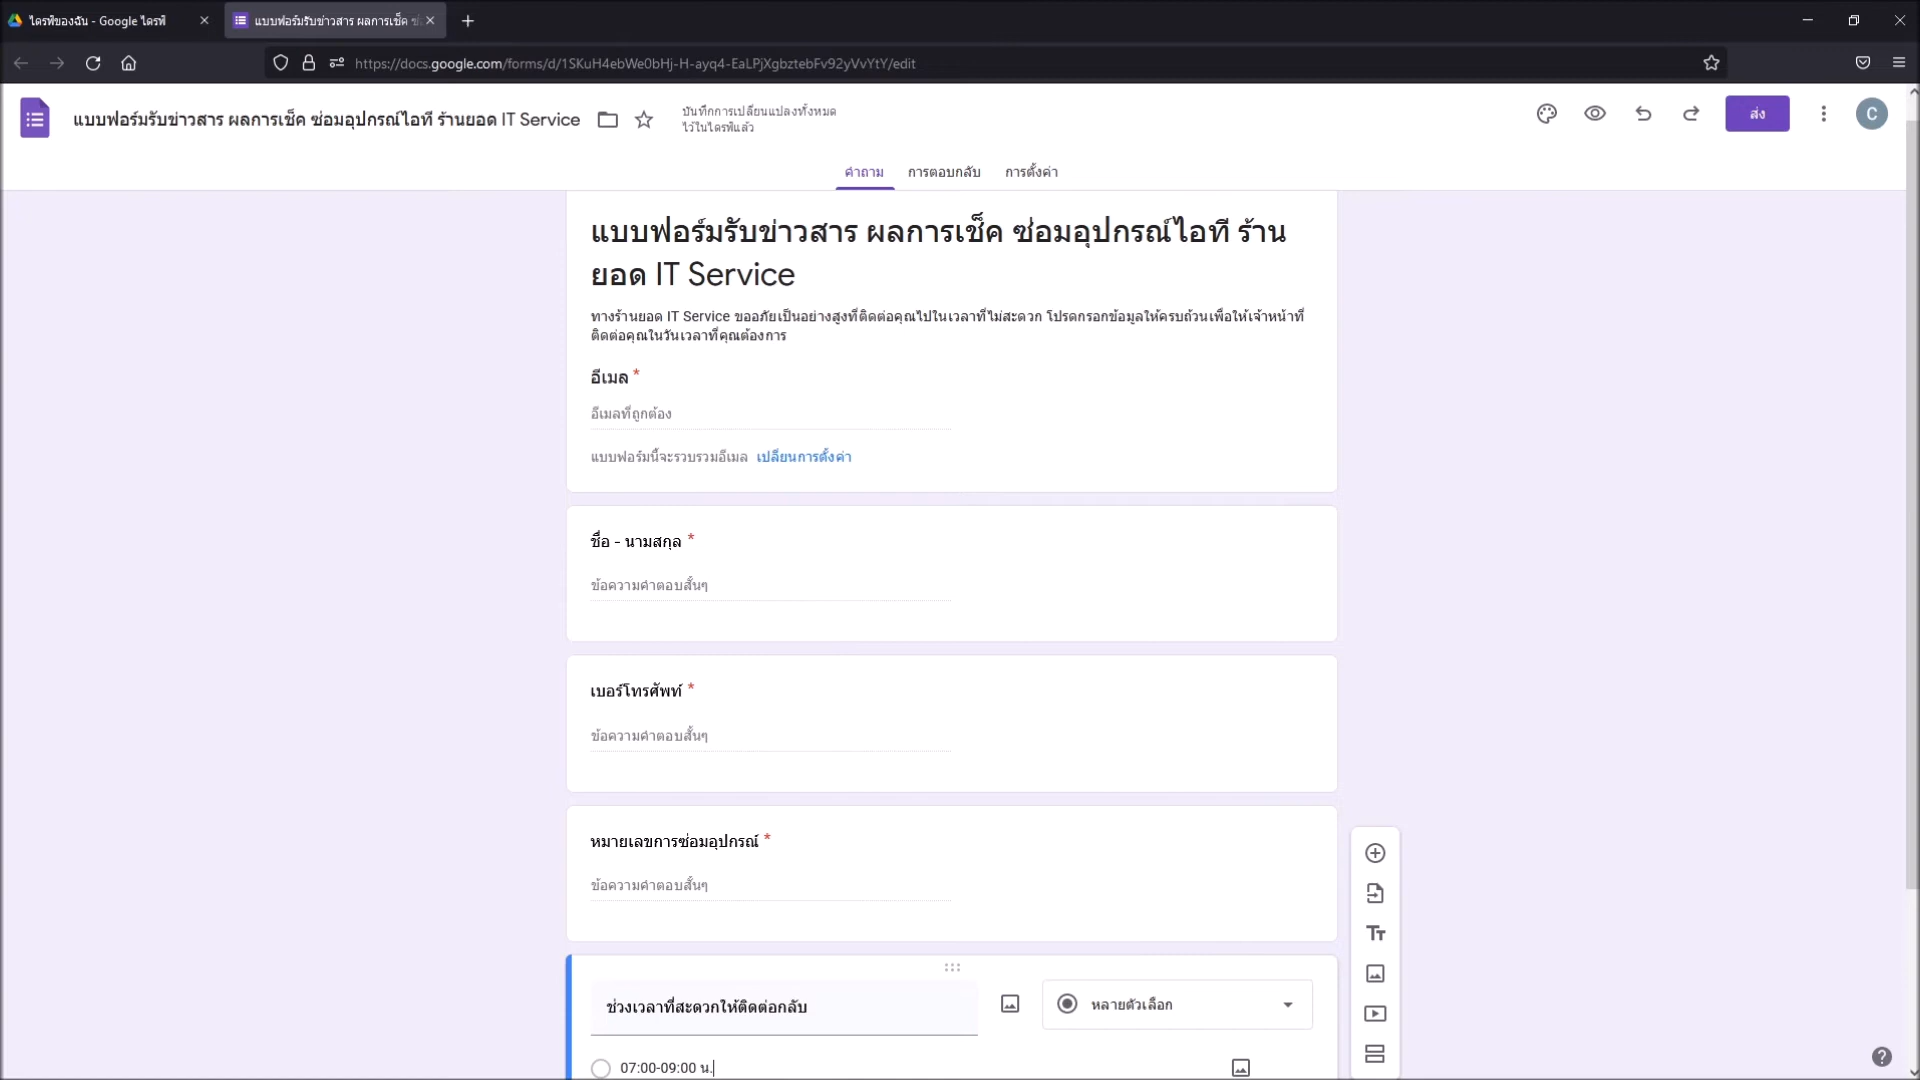 ไดรฟ์ของฉัน - Google ไดรฟ์
แบบฟอร์มรับข่าวสาร ผลการเช็ค ซ่อ
https://docs.google.com/forms/d/1SKuH4ebWe0bHj-H-ayq4-EaLPjXgbztebFv92yVvYtY/edit
แบบฟอร์มรับข่าวสาร ผลการเช็ค ซ่อมอุปกรณ์ไอที ร้านยอด IT Service
บันทึกการเปลี่ยนแปลงทั้งหมด
ไว้ในไดรฟ์แล้ว
ส่ง
C
คำถาม การตอบกลับ การตั้งค่า
แบบฟอร์มรับข่าวสาร ผลการเช็ค ซ่อมอุปกรณ์ไอที ร้าน
ยอด IT Service
ทางร้านยอด IT Service ขออภัยเป็นอย่างสูงที่ติดต่อคุณไปในเวลาที่ไม่สะดวก โปรดกรอกข้อมูลให้ครบถ้วนเพื่อให้เจ้าหน้าที่
ติดต่อคุณในวันเวลาที่คุณต้องการ
อีเมล *
อีเมลที่ถูกต้อง
แบบฟอร์มนี้จะรวบรวมอีเมล เปลี่ยนการตั้งค่า
ชื่อ - นามสกุล *
ข้อความคำตอบสั้นๆ
เบอร์โทรศัพท์ *
ข้อความคำตอบสั้นๆ
หมายเลขการซ่อมอุปกรณ์ *
ข้อความคำตอบสั้นๆ
ช่วงเวลาที่สะดวกให้ติดต่อกลับ
หลายตัวเลือก
07:00-09:00 น.